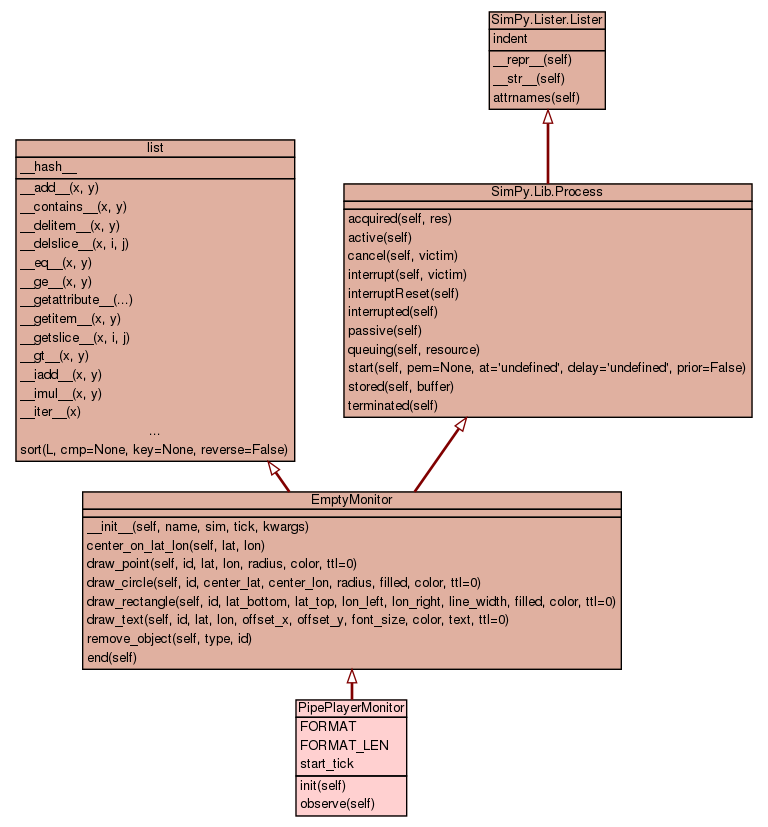 SimPy.Lister.Lister
indent
__repr__(self)
__str__(self)
attrnames(self)
list
__hash__
__add__(x, y)
__contains__(x, y)
__delitem__(x, y)
__delslice__(x, i, j)
__eq__(x, y)
__ge__(x, y)
__getattribute__(...)
__getitem__(x, y)
__getslice__(x, i, j)
__gt__(x, y)
__iadd__(x, y)
__imul__(x, y)
__iter__(x)
...
sort(L, cmp=None, key=None, reverse=False)
SimPy.Lib.Process
acquired(self, res)
active(self)
cancel(self, victim)
interrupt(self, victim)
interruptReset(self)
interrupted(self)
passive(self)
queuing(self, resource)
start(self, pem=None, at='undefined', delay='undefined', prior=False)
stored(self, buffer)
terminated(self)
EmptyMonitor
__init__(self, name, sim, tick, kwargs)
center_on_lat_lon(self, lat, lon)
draw_point(self, id, lat, lon, radius, color, ttl=0)
draw_circle(self, id, center_lat, center_lon, radius, filled, color, ttl=0)
draw_rectangle(self, id, lat_bottom, lat_top, lon_left, lon_right, line_width, filled, color, ttl=0)
draw_text(self, id, lat, lon, offset_x, offset_y, font_size, color, text, ttl=0)
remove_object(self, type, id)
end(self)
PipePlayerMonitor
FORMAT
FORMAT_LEN
start_tick
init(self)
observe(self)